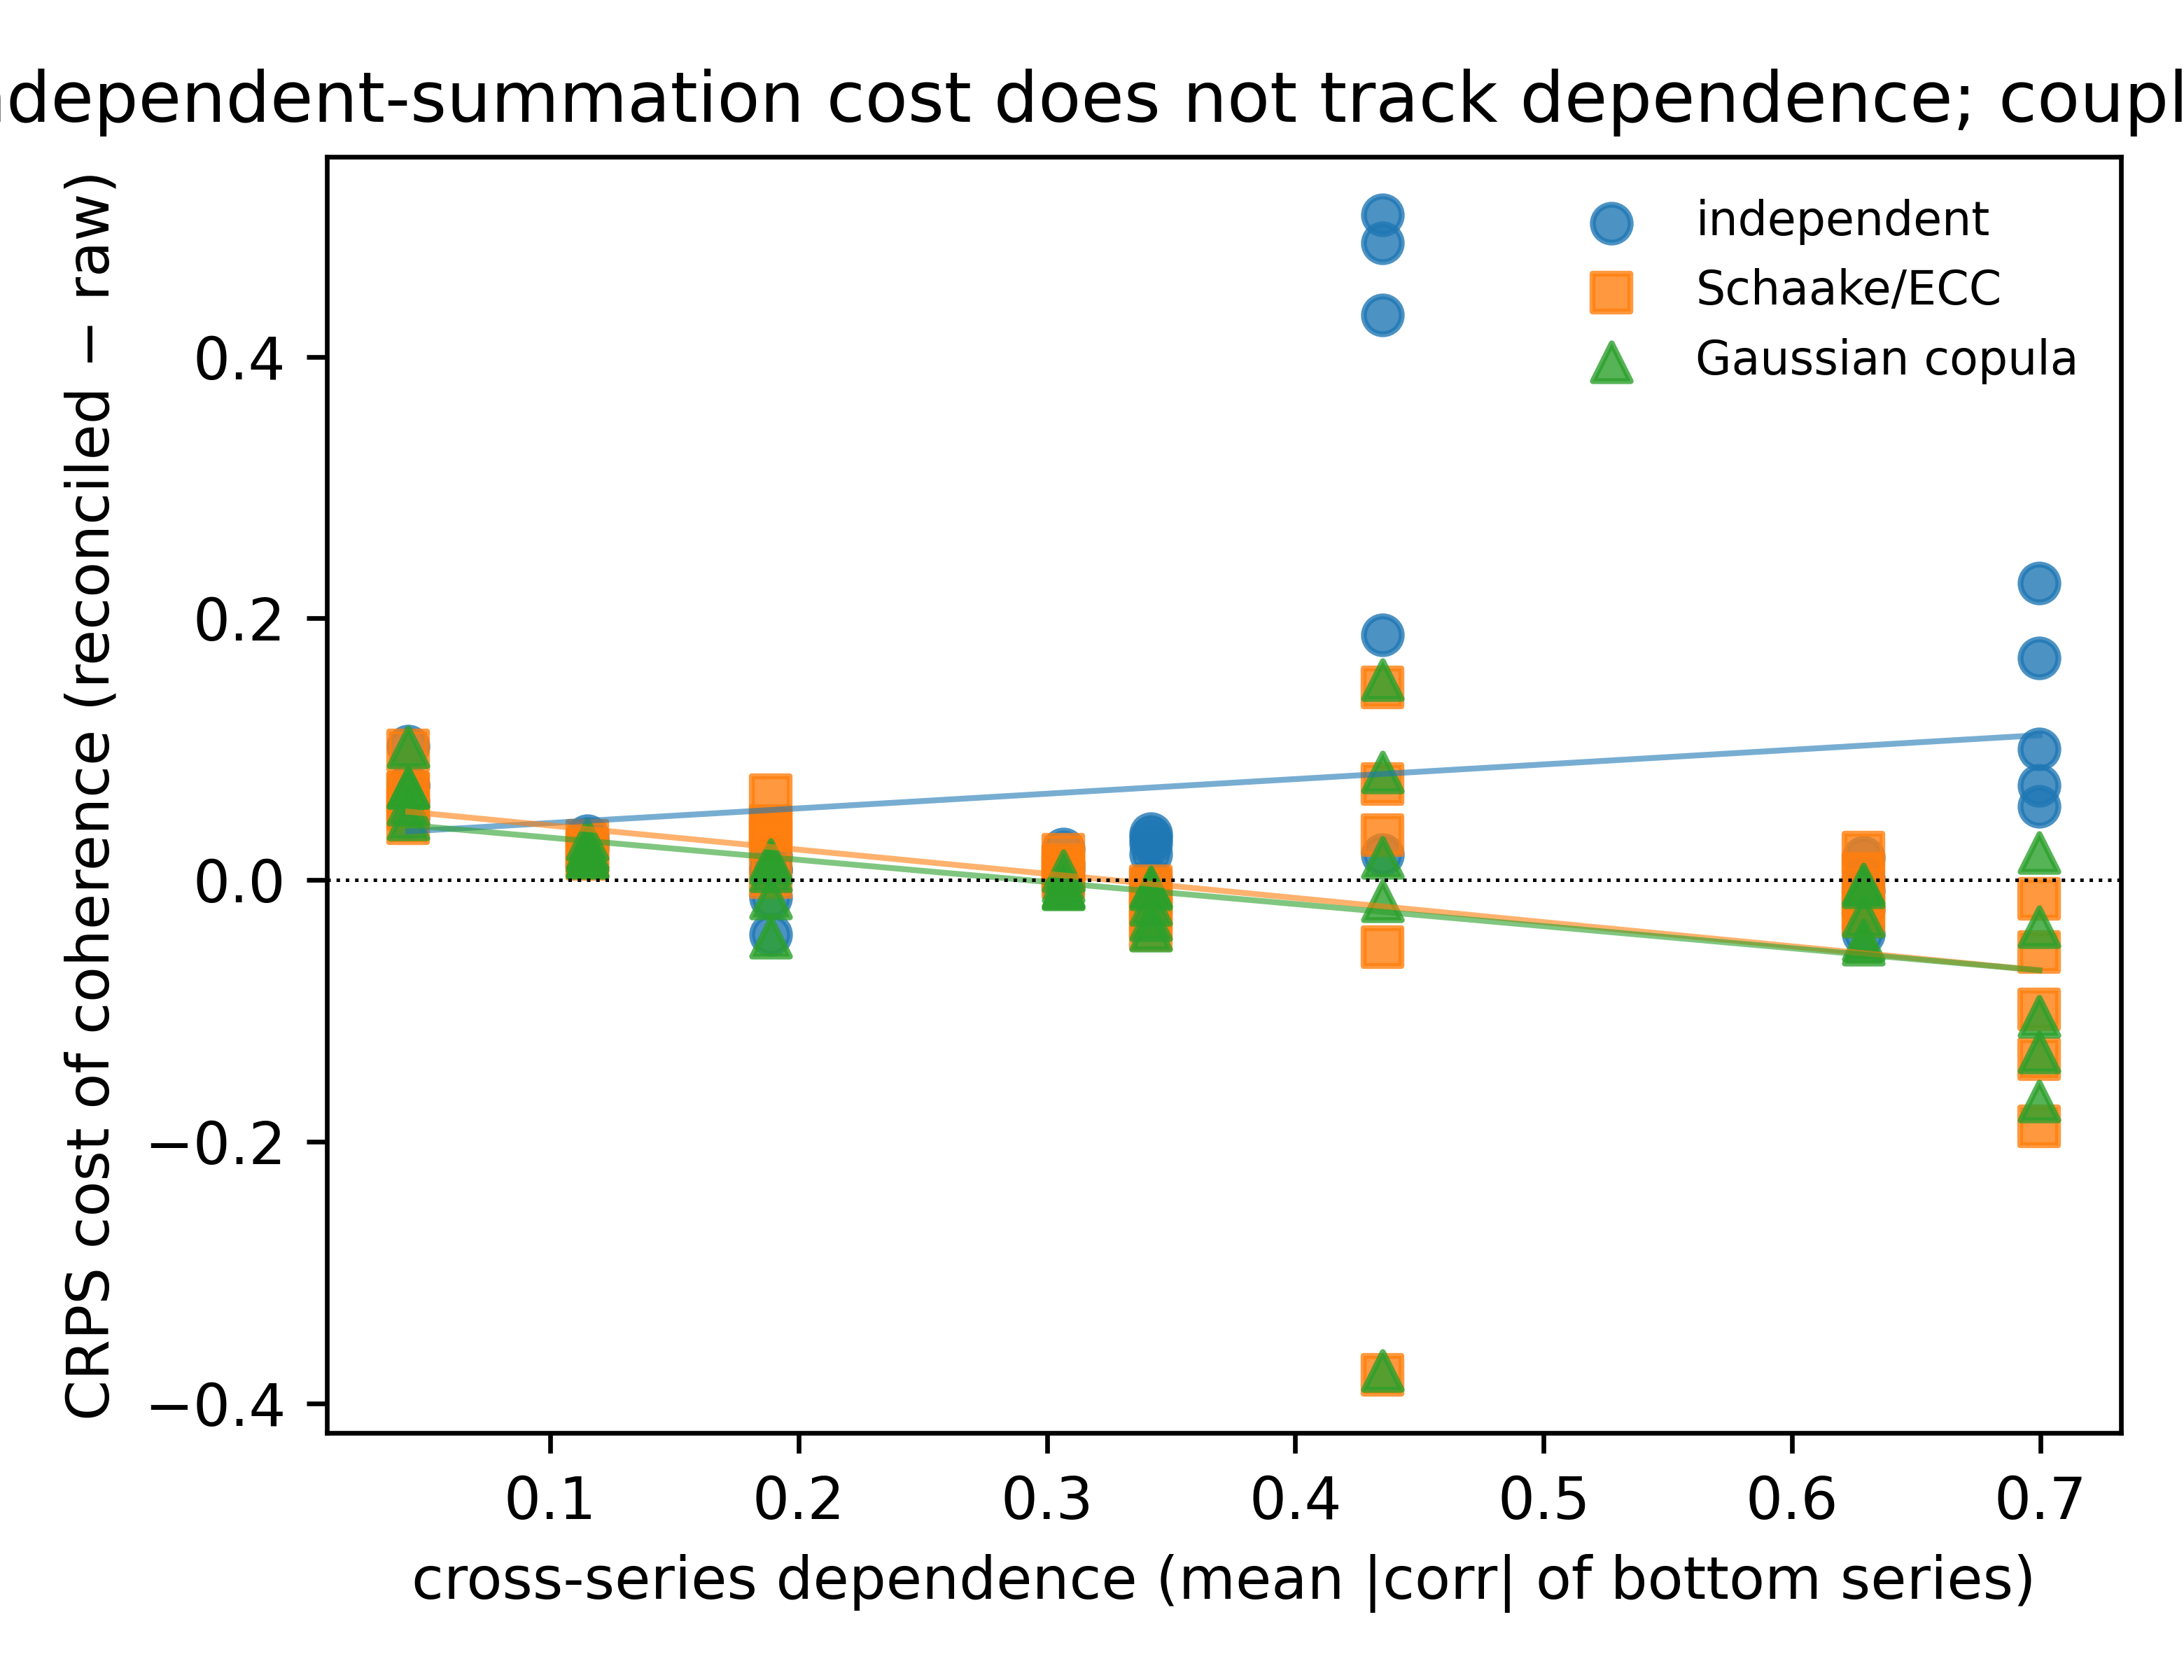 ndependent-summation cost does not track dependence; coupl
CRPS cost of coherence (reconciled − raw)
independent
Schaake/ECC
Gaussian copula
0.4
0.2
0.0
−0.2
−0.4
0.1 0.2 0.3 0.4 0.5 0.6 0.7
cross-series dependence (mean |corr| of bottom series)